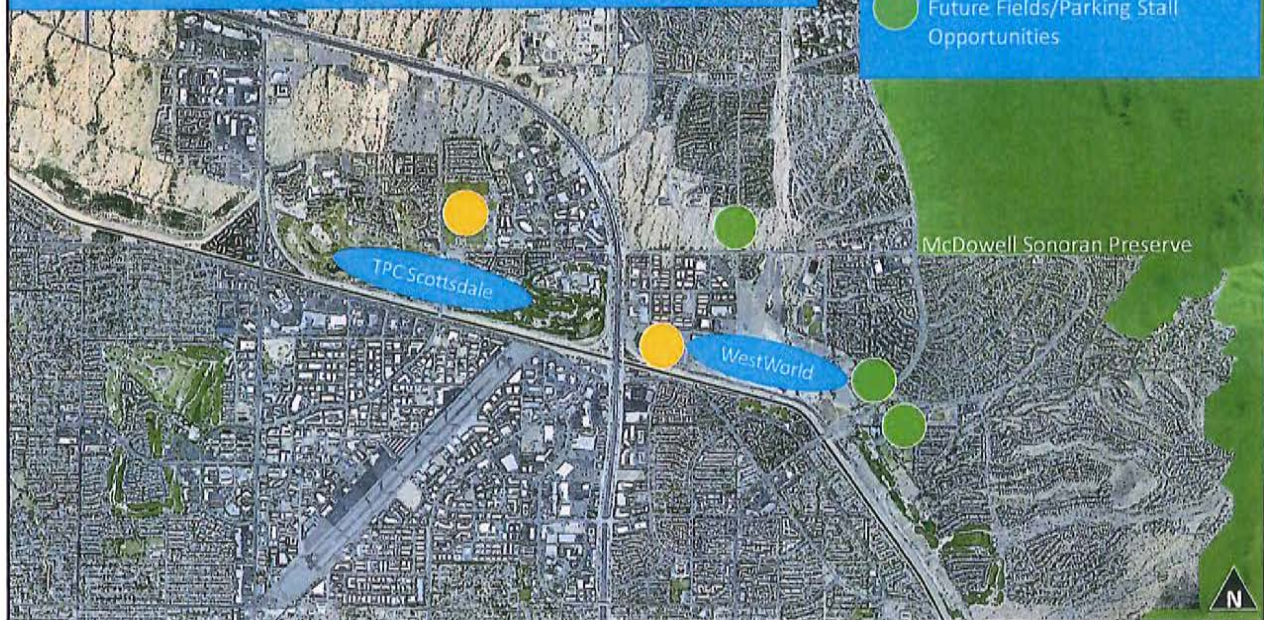 Future Fields/Parking Stall
Opportunities
McDowell Sonoran Preserve
TPC Scottsdale
WestWorld
N